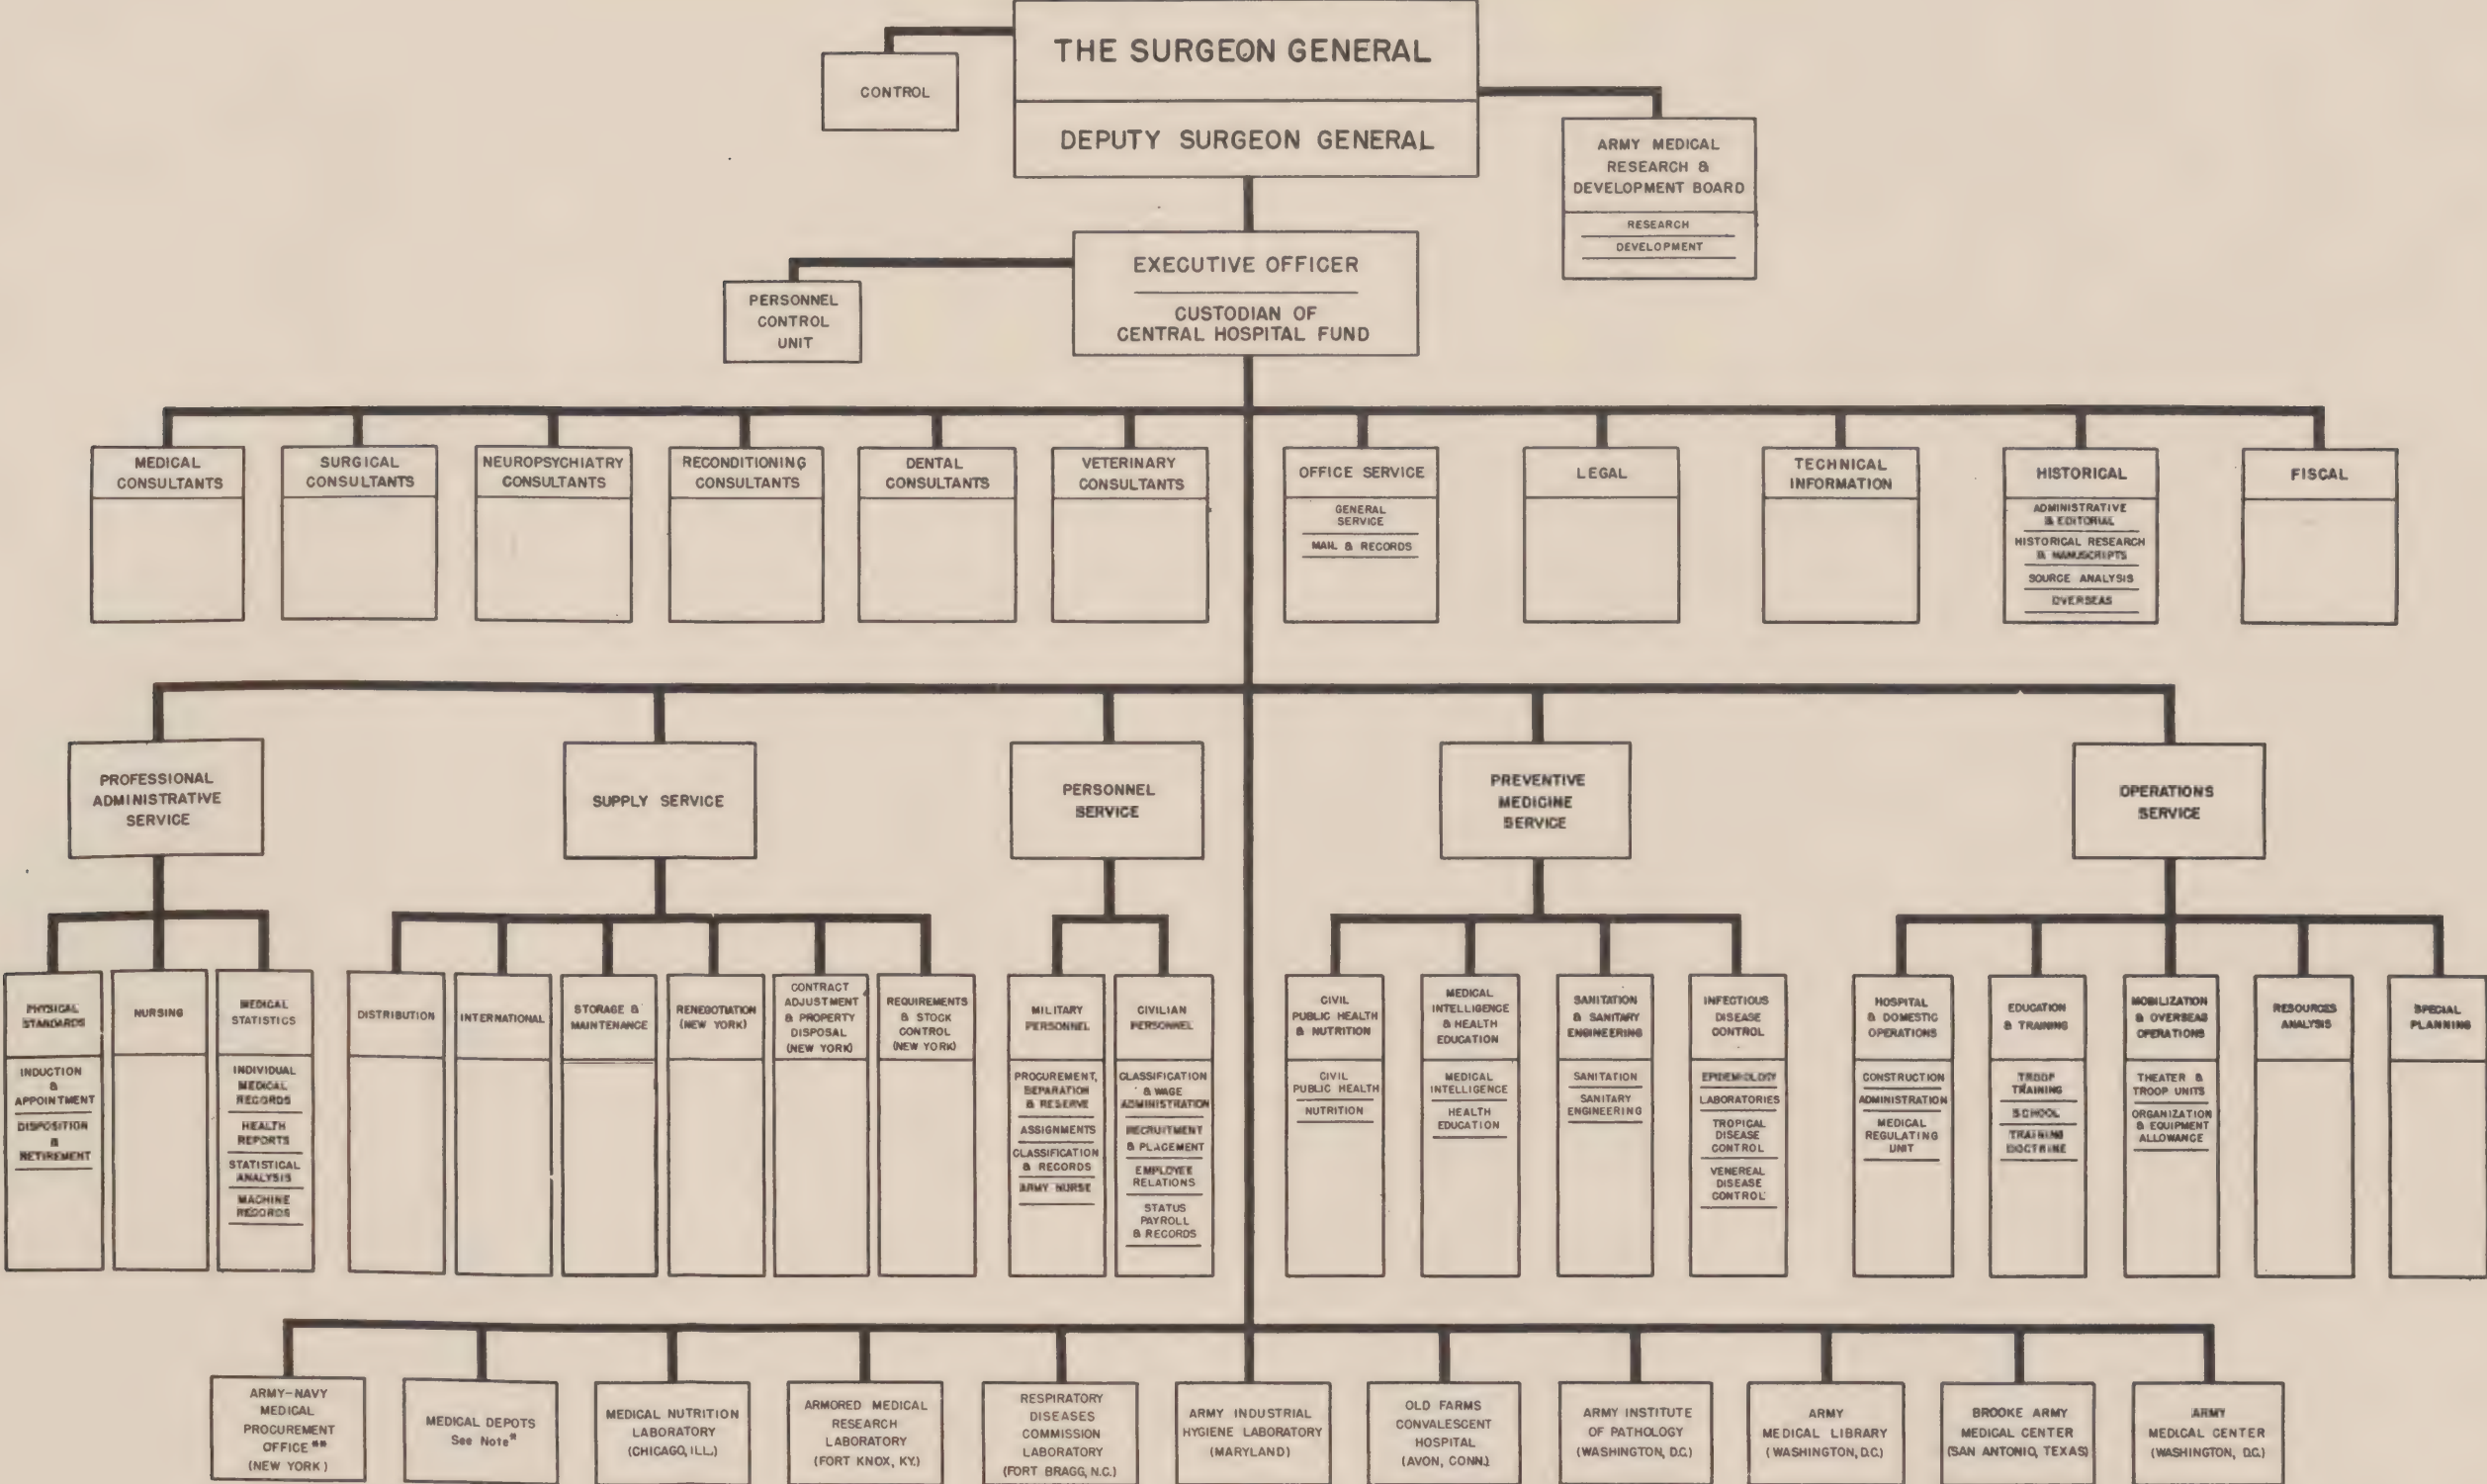 THE SURGEON GENERAL
DEPUTY SURGEON GENERAL
CONTROL
ARMY MEDICAL
RESEARCH &
DEVELOPMENT BOARD
RESEARCH
DEVELOPMENT
EXECUTIVE OFFICER
CUSTODIAN OF
CENTRAL HOSPITAL FUND
PERSONNEL
CONTROL
UNIT
MEDICAL
CONSULTANTS
SURGICAL
CONSULTANTS
NEUROPSYCHIATRY
CONSULTANTS
RECONDITIONING
CONSULTANTS
DENTAL
CONSULTANTS
VETERINARY
CONSULTANTS
OFFICE SERVICE
GENERAL
SERVICE
MAIL & RECORDS
LEGAL
TECHNICAL
INFORMATION
HISTORICAL
ADMINISTRATIVE
& EDITORIAL
HISTORICAL RESEARCH
& MANUSCRIPTS
SOURCE ANALYSIS
OVERSEAS
FISCAL
PROFESSIONAL
ADMINISTRATIVE
SERVICE
SUPPLY SERVICE
PERSONNEL
SERVICE
PREVENTIVE
MEDICINE
SERVICE
OPERATIONS
SERVICE
PHYSICAL
STANDARDS
INDUCTION
&
APPOINTMENT
DISPOSITION
&
RETIREMENT
NURSING
MEDICAL
STATISTICS
INDIVIDUAL
MEDICAL
RECORDS
HEALTH
REPORTS
STATISTICAL
ANALYSIS
MACHINE
RECORDS
DISTRIBUTION
INTERNATIONAL
STORAGE &
MAINTENANCE
RENEGOTIATION
(NEW YORK)
CONTRACT
ADJUSTMENT
& PROPERTY
DISPOSAL
(NEW YORK)
REQUIREMENTS
& STOCK
CONTROL
(NEW YORK)
MILITARY
PERSONNEL
PROCUREMENT,
SEPARATION
& RESERVE
ASSIGNMENTS
CLASSIFICATION
& RECORDS
ARMY NURSE
CIVILIAN
PERSONNEL
CLASSIFICATION
& WAGE
ADMINISTRATION
RECRUITMENT
& PLACEMENT
EMPLOYEE
RELATIONS
STATUS
PAYROLL
& RECORDS
CIVIL
PUBLIC HEALTH
& NUTRITION
CIVIL
PUBLIC HEALTH
NUTRITION
MEDICAL
INTELLIGENCE
& HEALTH
EDUCATION
MEDICAL
INTELLIGENCE
HEALTH
EDUCATION
SANITATION
& SANITARY
ENGINEERING
SANITATION
SANITARY
ENGINEERING
INFECTIOUS
DISEASE
CONTROL
EPIDEMIOLOGY
LABORATORIES
TROPICAL
DISEASE
CONTROL
VENEREAL
DISEASE
CONTROL
HOSPITAL
& DOMESTIC
OPERATIONS
CONSTRUCTION
ADMINISTRATION
MEDICAL
REGULATING
UNIT
EDUCATION
& TRAINING
TROOP
TRAINING
SCHOOL
TRAINING
DOCTRINE
MOBILIZATION
& OVERSEAS
OPERATIONS
THEATER &
TROOP UNITS
ORGANIZATION
& EQUIPMENT
ALLOWANCE
RESOURCES
ANALYSIS
SPECIAL
PLANNING
ARMY-NAVY
MEDICAL
PROCUREMENT
OFFICE**
(NEW YORK)
MEDICAL DEPOTS
See Note*
MEDICAL NUTRITION
LABORATORY
(CHICAGO, ILL.)
ARMORED MEDICAL
RESEARCH
LABORATORY
(FORT KNOX, KY.)
RESPIRATORY
DISEASES
COMMISSION
LABORATORY
(FORT BRAGG, N.C.)
ARMY INDUSTRIAL
HYGIENE LABORATORY
(MARYLAND)
OLD FARMS
CONVALESCENT
HOSPITAL
(AVON, CONN.)
ARMY INSTITUTE
OF PATHOLOGY
(WASHINGTON, D.C.)
ARMY
MEDICAL LIBRARY
(WASHINGTON, D.C.)
BROOKE ARMY
MEDICAL CENTER
(SAN ANTONIO, TEXAS)
ARMY
MEDICAL CENTER
(WASHINGTON, D.C.)